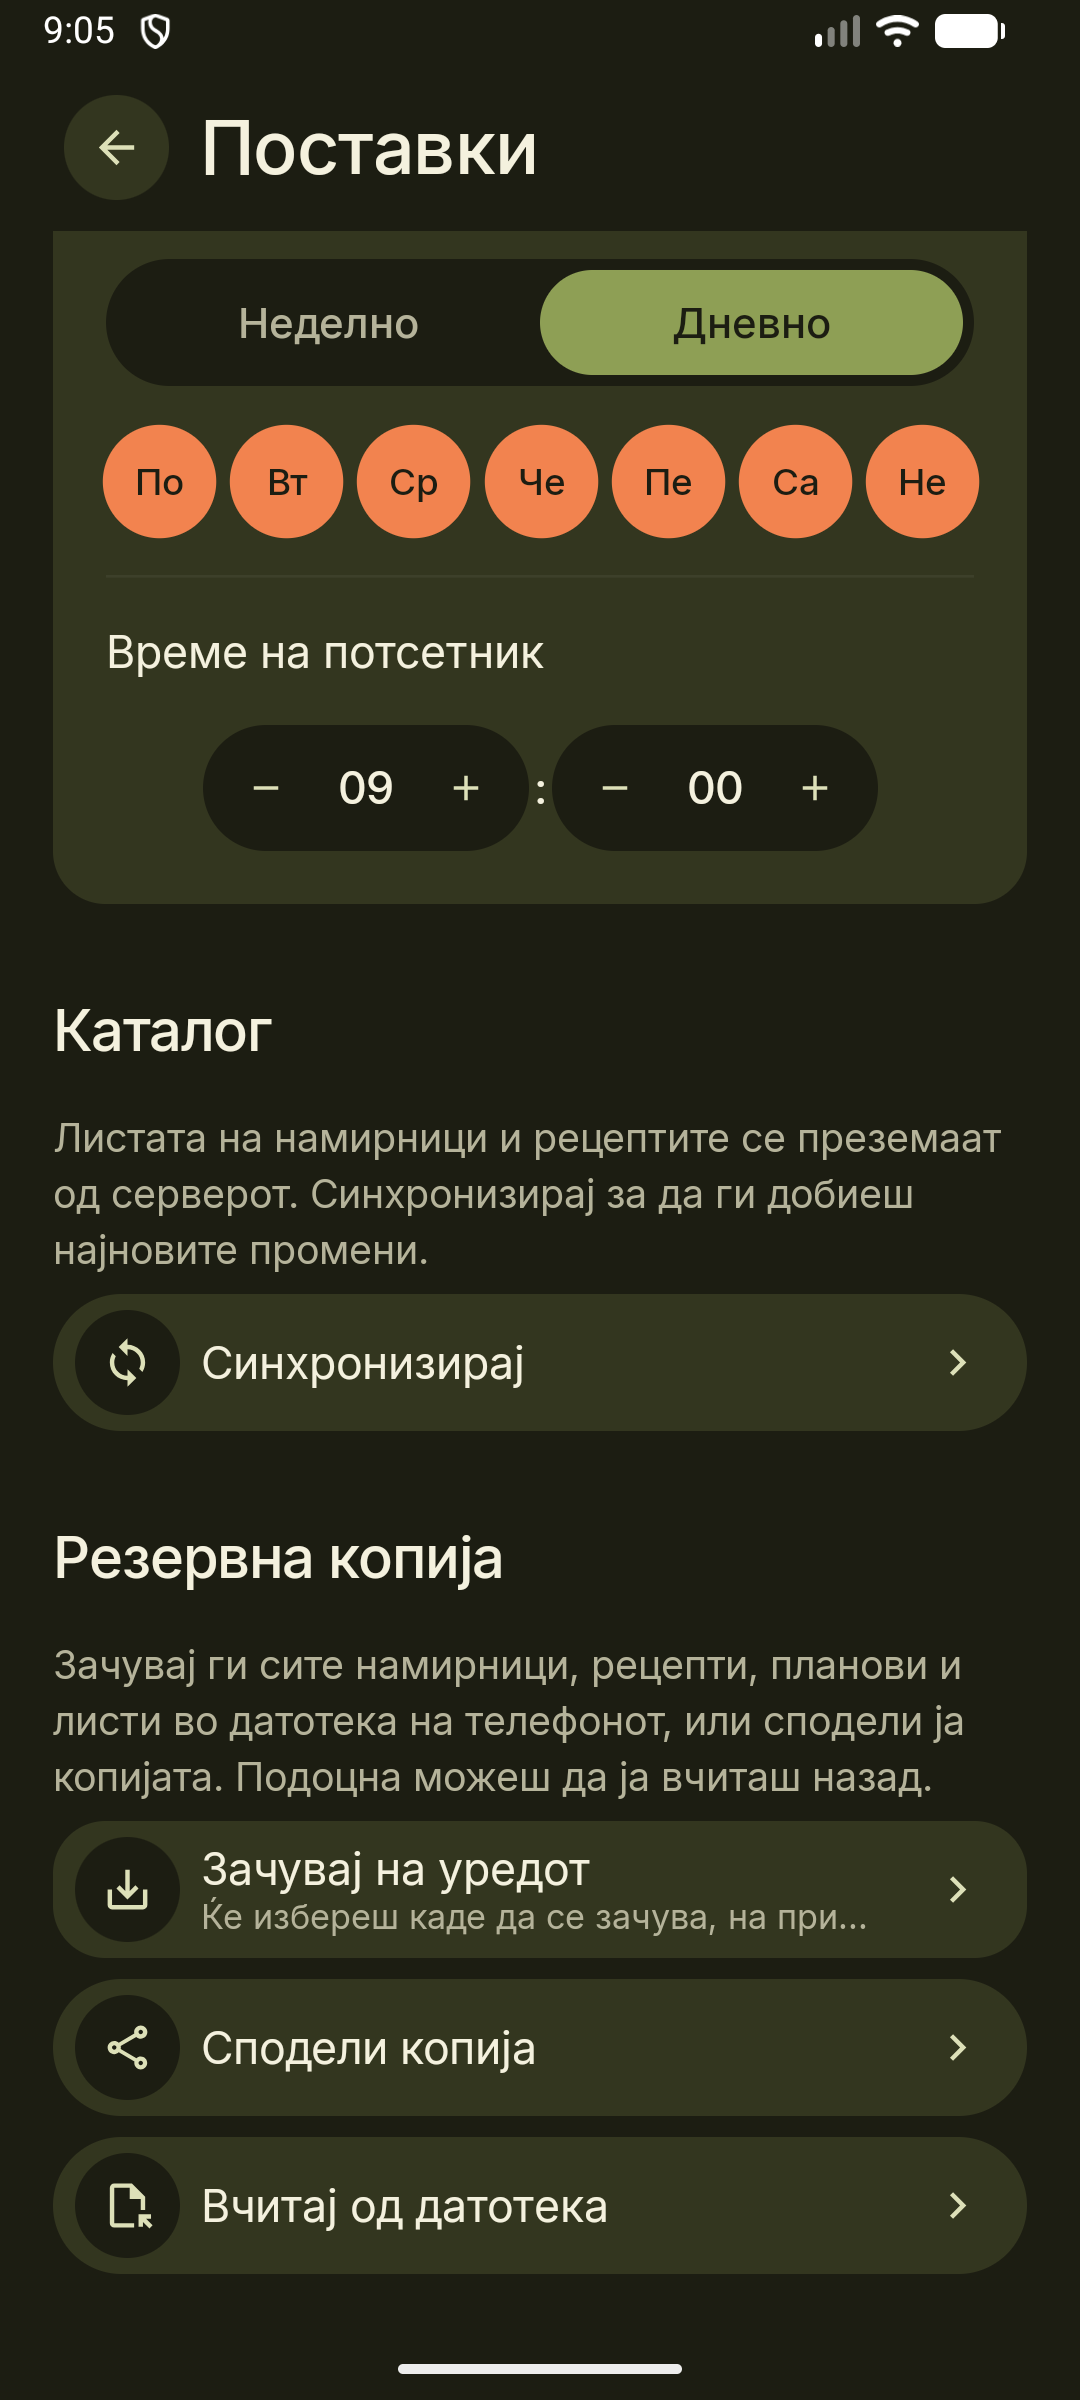 9:05
Поставки
Неделно Дневно
По Вт Ср Че Пе Са Не
Време на потсетник
− 09 + : − 00 +
Каталог
Листата на намирници и рецептите се преземаат
од серверот. Синхронизирај за да ги добиеш
најновите промени.
Синхронизирај
Резервна копија
Зачувај ги сите намирници, рецепти, планови и
листи во датотека на телефонот, или сподели ја
копијата. Подоцна можеш да ја вчиташ назад.
Зачувај на уредот
Ќе избереш каде да се зачува, на при...
Сподели копија
Вчитај од датотека